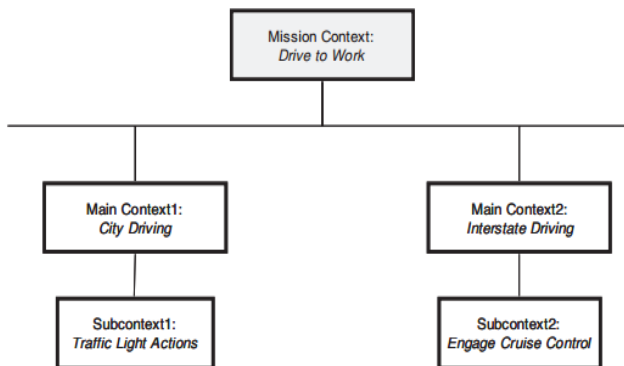 Mission Context:
Drive to Work
Main Context1:
City Driving
Main Context2:
Interstate Driving
Subcontext1:
Traffic Light Actions
Subcontext2:
Engage Cruise Control